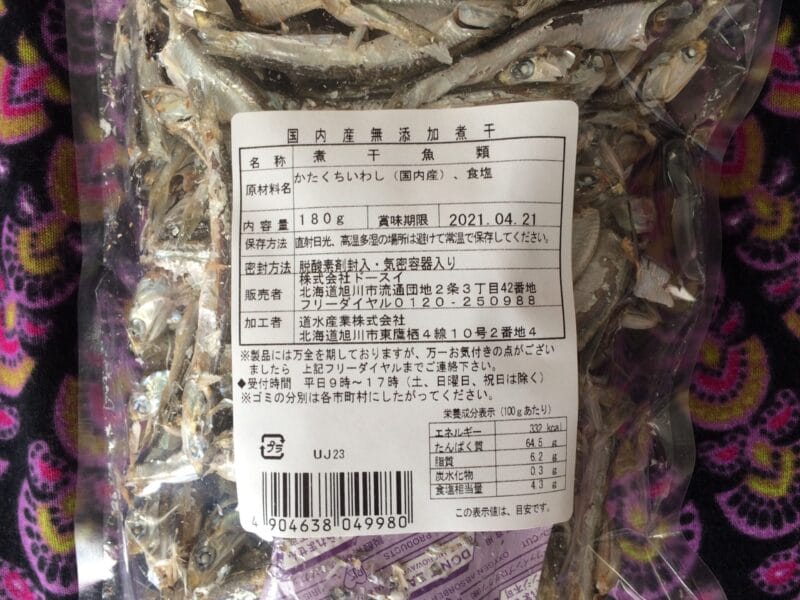 国内産無添加煮干
名称 煮干魚類
原材料名 かたくちいわし（国内産）、食塩
内容量 180g 賞味期限 2021.04.21
保存方法 直射日光、高温多湿の場所は避けて常温で保存してください。
密封方法 脱酸素剤封入・気密容器入り
販売者 株式会社トースイ
北海道旭川市流通団地2条3丁目42番地
フリーダイヤル0120-250988
加工者 道水産業株式会社
北海道旭川市東鷹栖4線10号2番地4
※製品には万全を期しておりますが、万一お気付きの点がござい
ましたら 上記フリーダイヤルまでご連絡下さい。
◆受付時間 平日9時～17時（土、日曜日、祝日は除く）
※ゴミの分別は各市町村にしたがってください。
栄養成分表示（100gあたり）
エネルギー 332 kcal
たんぱく質 64.5 g
脂質 6.2 g
炭水化物 0.3 g
食塩相当量 4.3 g
この表示値は、目安です。
プラ
UJ23
4 904638 049980
PRODUCTS
OXYGEN ABSORBER